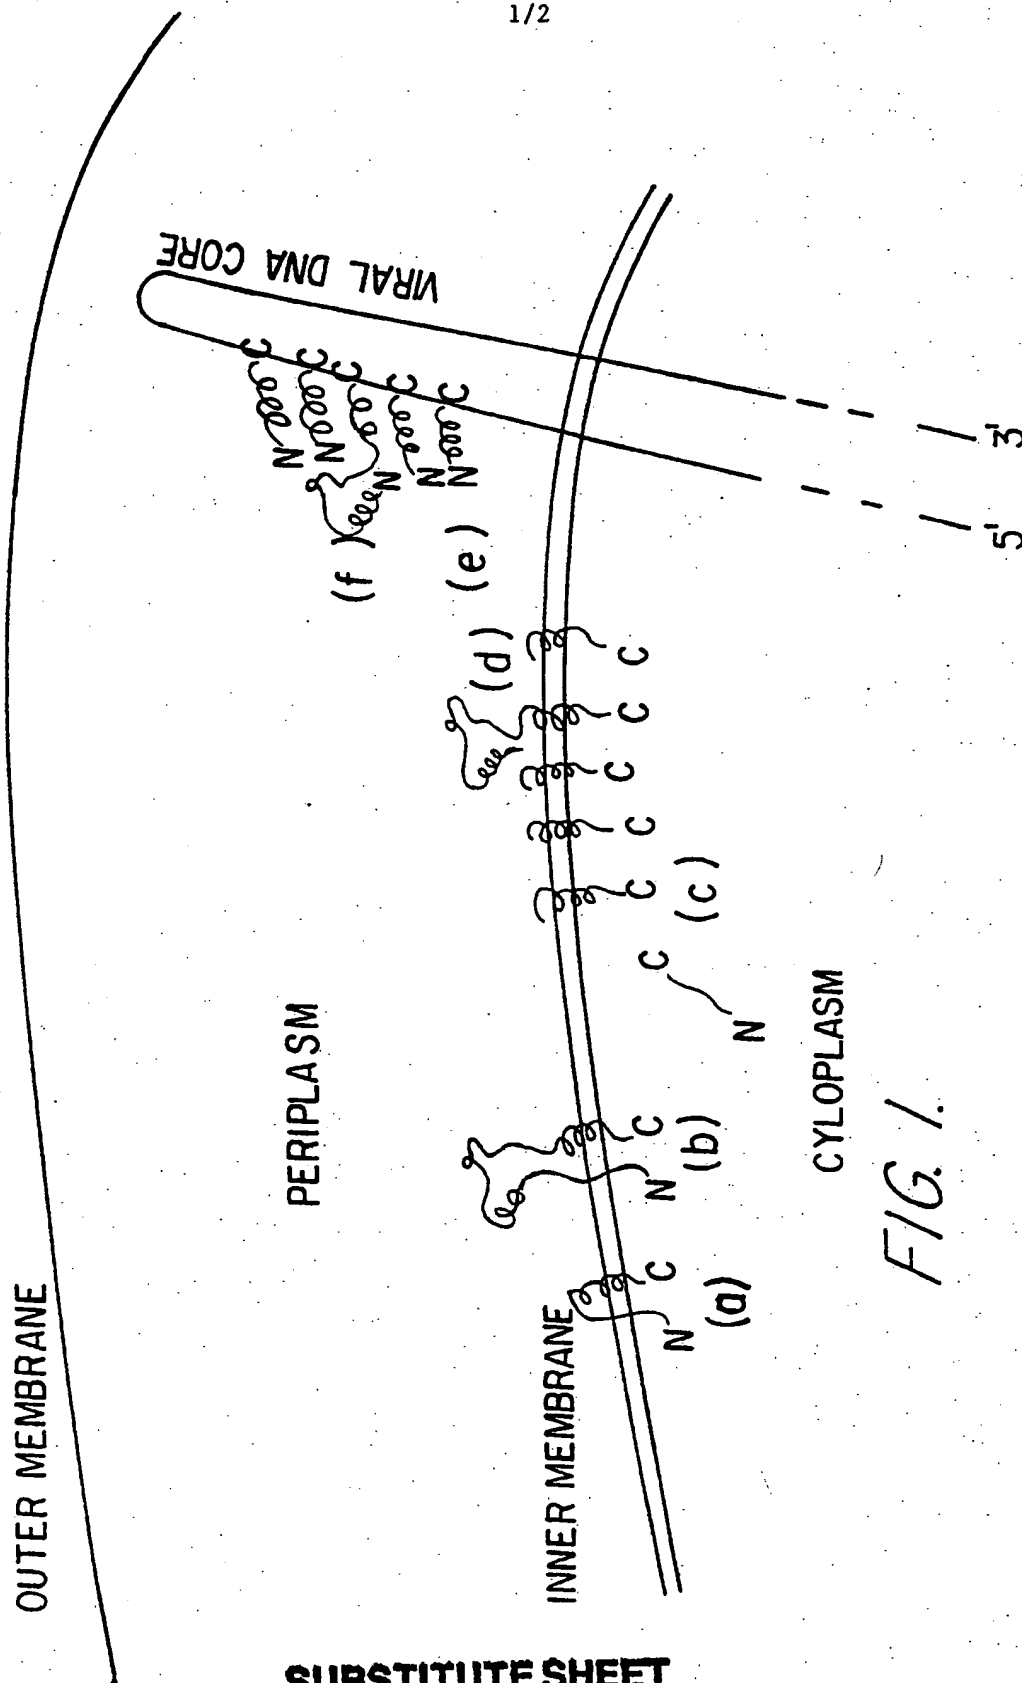 1/2
OUTER MEMBRANE
PERIPLASM
VIRAL DNA CORE
C
C
C
C
C
N
N
N
N
N
(f)
(e)
(d)
INNER MEMBRANE
N
C
(a)
N
C
(b)
N
C
C
C
C
C
C
(c)
5'
3'
CYLOPLASM
FIG. 1.
SUBSTITUTE SHEET